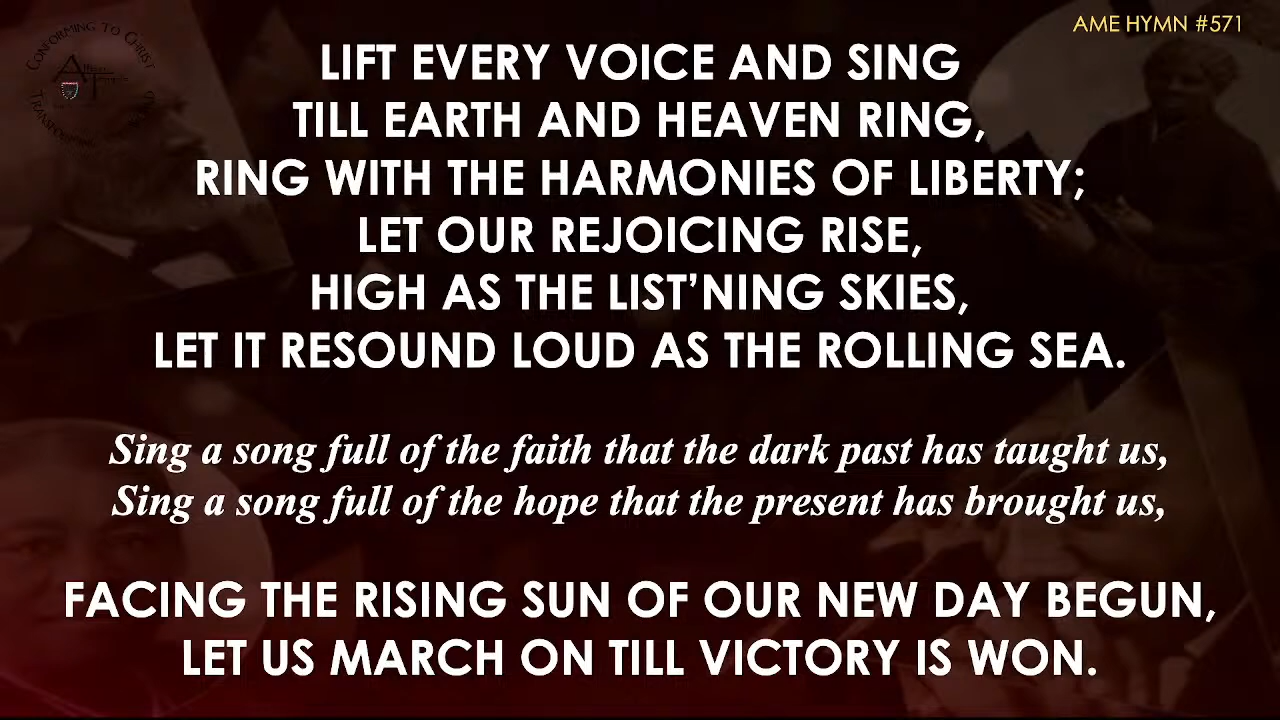 AME HYMN #571
CONFORMING TO CHRIST
LIFT EVERY VOICE AND SING
TILL EARTH AND HEAVEN RING,
RING WITH THE HARMONIES OF LIBERTY;
LET OUR REJOICING RISE,
HIGH AS THE LIST’NING SKIES,
LET IT RESOUND LOUD AS THE ROLLING SEA.
Sing a song full of the faith that the dark past has taught us,
Sing a song full of the hope that the present has brought us,
FACING THE RISING SUN OF OUR NEW DAY BEGUN,
LET US MARCH ON TILL VICTORY IS WON.